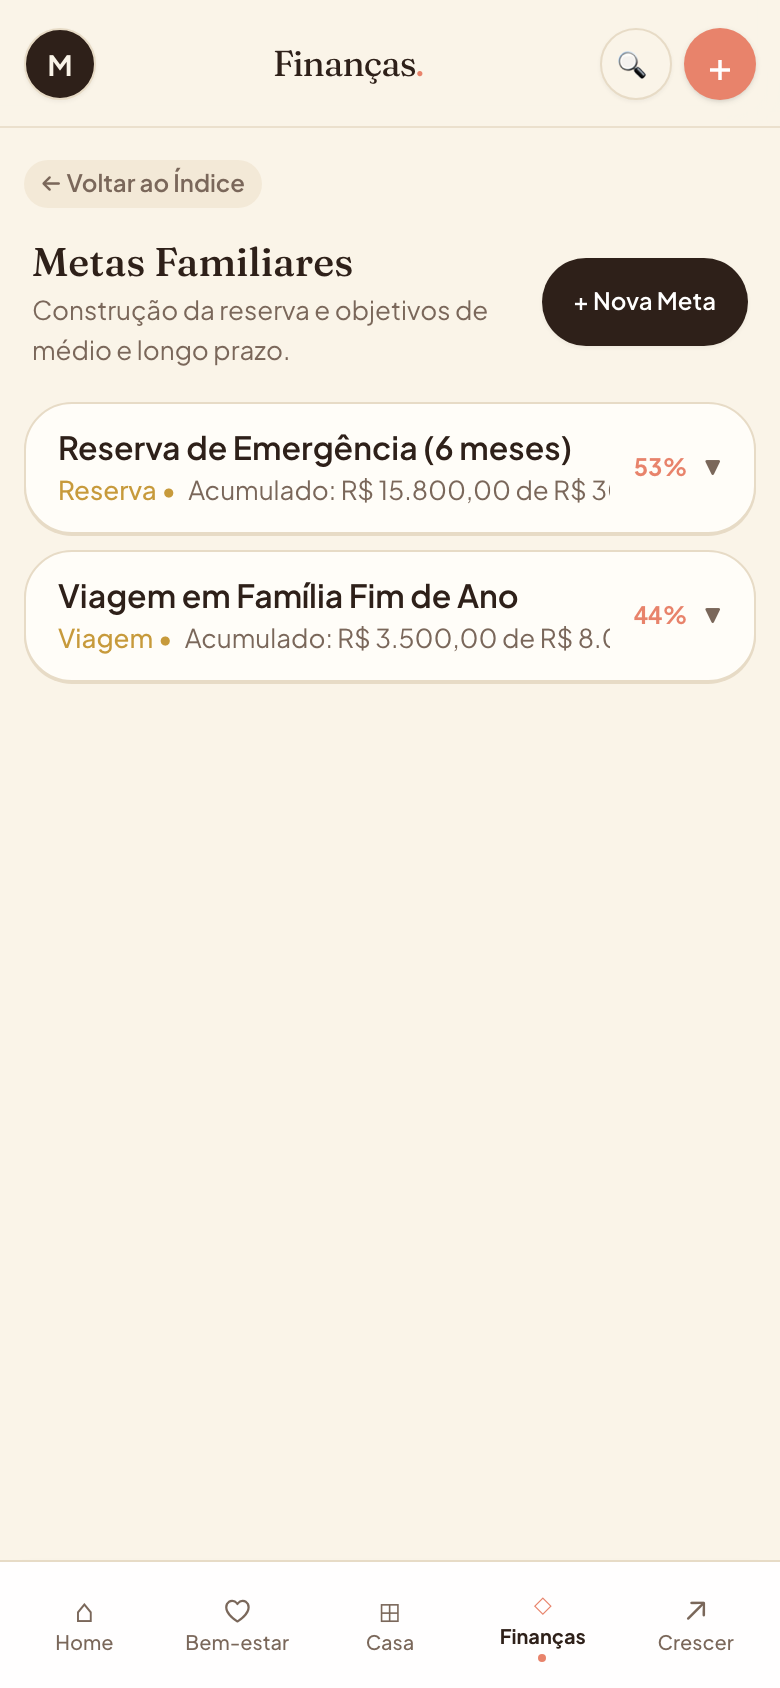 M
Finanças.
+
← Voltar ao Índice
Metas Familiares
Construção da reserva e objetivos de
médio e longo prazo.
+ Nova Meta
Reserva de Emergência (6 meses)
Reserva • Acumulado: R$ 15.800,00 de R$
53% ▼
Viagem em Família Fim de Ano
Viagem • Acumulado: R$ 3.500,00 de R$
44% ▼
Home
Bem-estar
Casa
Finanças
Crescer